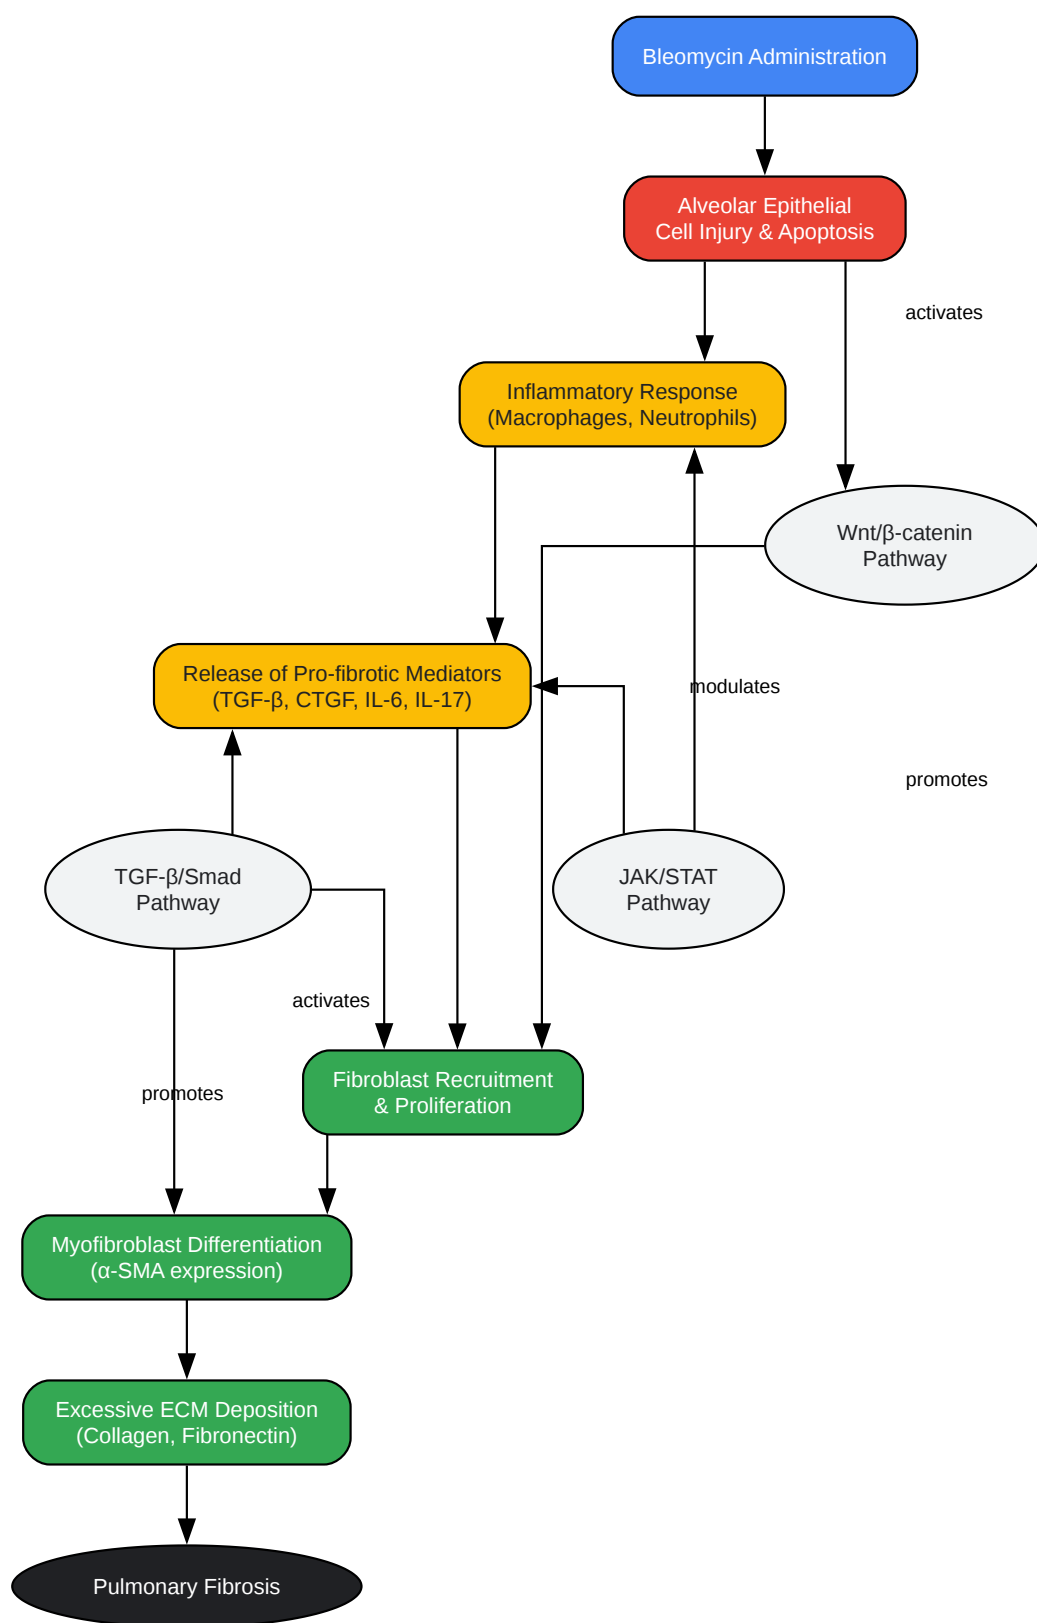 Bleomycin Administration
Alveolar Epithelial
Cell Injury & Apoptosis
activates
Inflammatory Response
(Macrophages, Neutrophils)
Wnt/β-catenin
Pathway
Release of Pro-fibrotic Mediators
(TGF-β, CTGF, IL-6, IL-17)
modulates
promotes
TGF-β/Smad
Pathway
JAK/STAT
Pathway
activates
Fibroblast Recruitment
& Proliferation
promotes
Myofibroblast Differentiation
(α-SMA expression)
Excessive ECM Deposition
(Collagen, Fibronectin)
Pulmonary Fibrosis